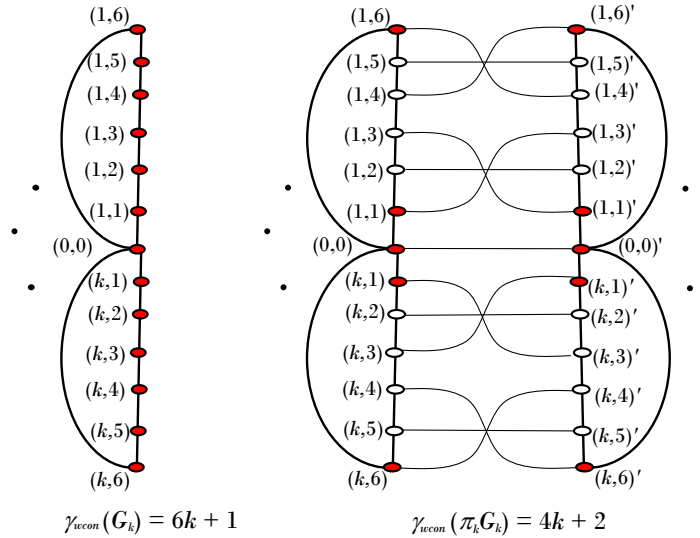 (1,6) (1,6) (1,6)'
(1,5) (1,5) (1,5)'
(1,4) (1,4) (1,4)'
(1,3) (1,3) (1,3)'
(1,2) (1,2) (1,2)'
(1,1) (1,1) (1,1)'
(0,0) (0,0) (0,0)'
(k,1) (k,1) (k,1)'
(k,2) (k,2) (k,2)'
(k,3) (k,3) (k,3)'
(k,4) (k,4) (k,4)'
(k,5) (k,5) (k,5)'
(k,6) (k,6) (k,6)'
γwcon(Gk) = 6k + 1 γwcon(πkGk) = 4k + 2